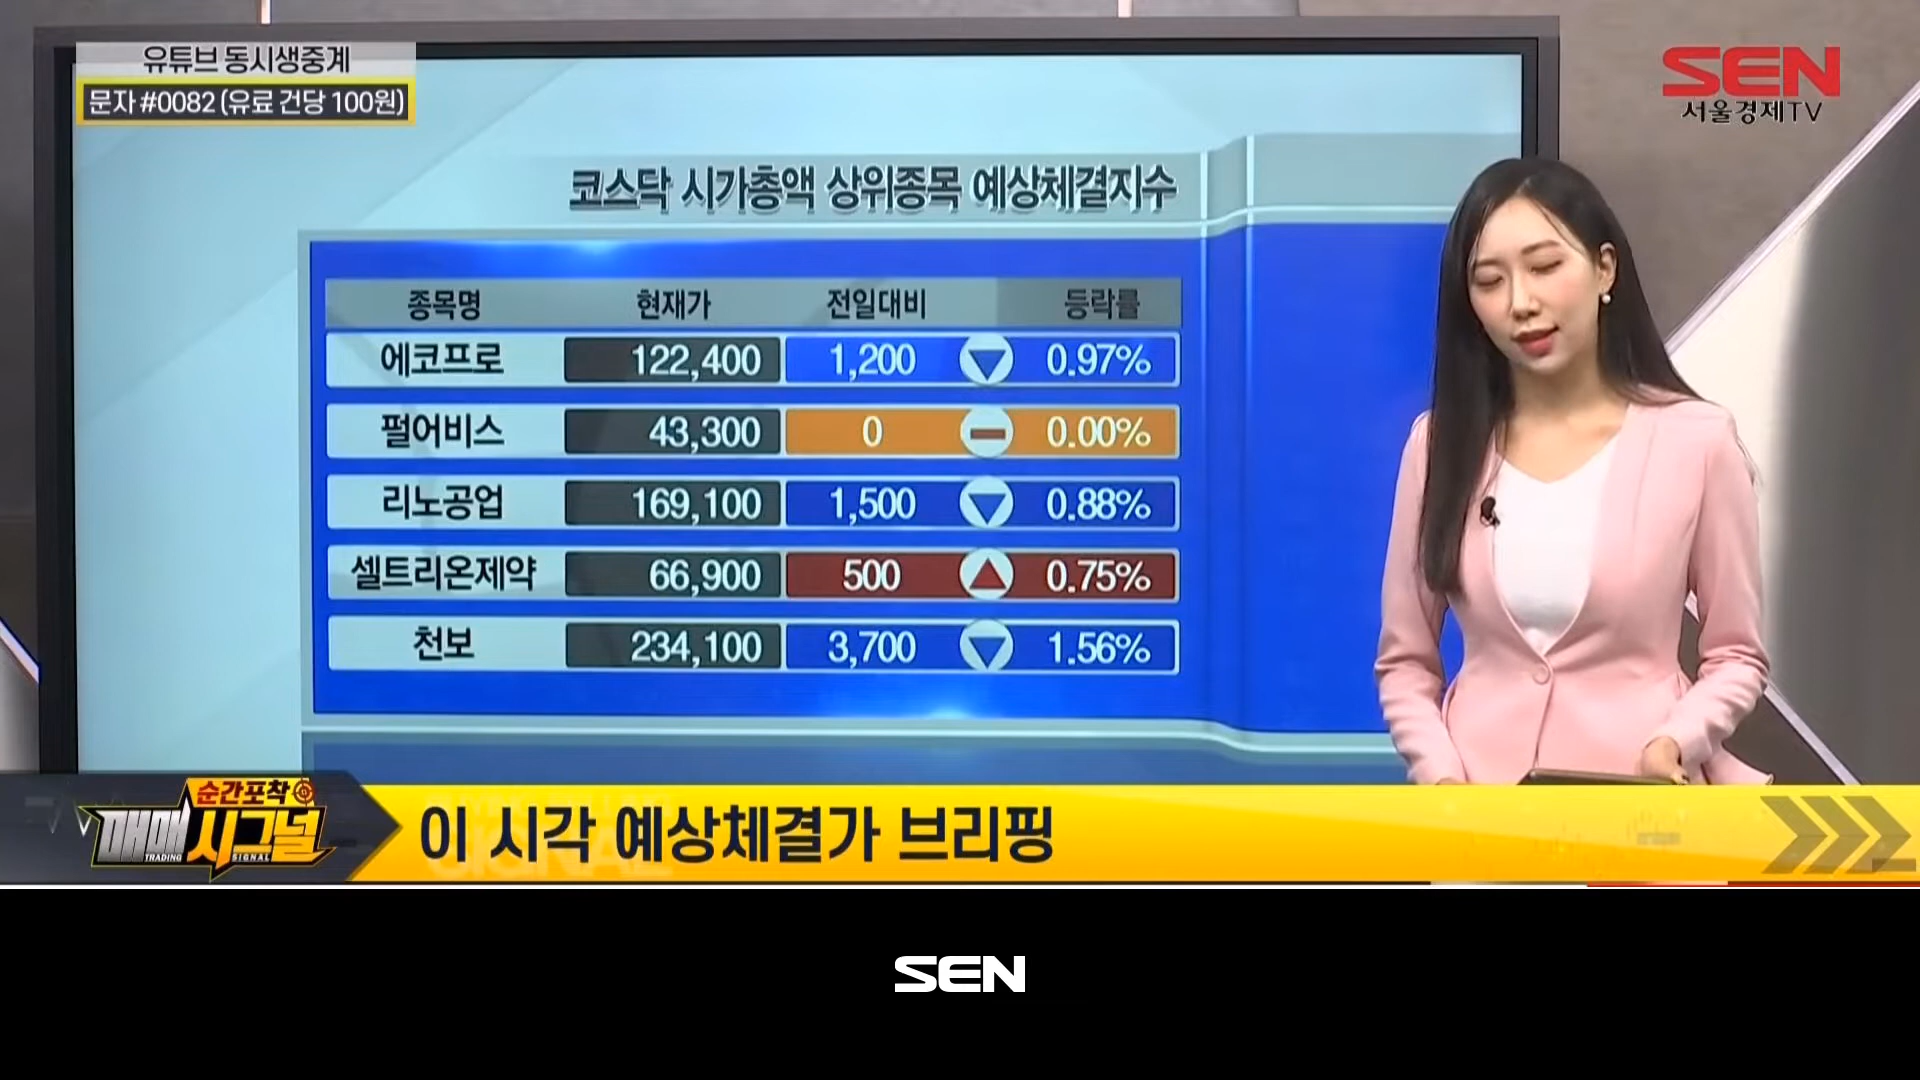 유튜브 동시생중계
문자 #0082 (유료 건당 100원)
SEN
서울경제TV
코스닥 시가총액 상위종목 예상체결지수
종목명 현재가 전일대비 등락률
에코프로 122,400 1,200 ▼ 0.97%
펄어비스 43,300 0 - 0.00%
리노공업 169,100 1,500 ▼ 0.88%
셀트리온제약 66,900 500 ▲ 0.75%
천보 234,100 3,700 ▼ 1.56%
순간포착
매매 시그널
TRADING SIGNAL
이 시각 예상체결가 브리핑
SEN